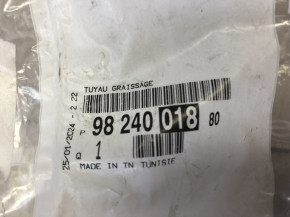 TUYAU GRAISSAGE
P 98 240 018 80
Q 1
MADE IN TN TUNISIE
25/01/2024 - 2 22